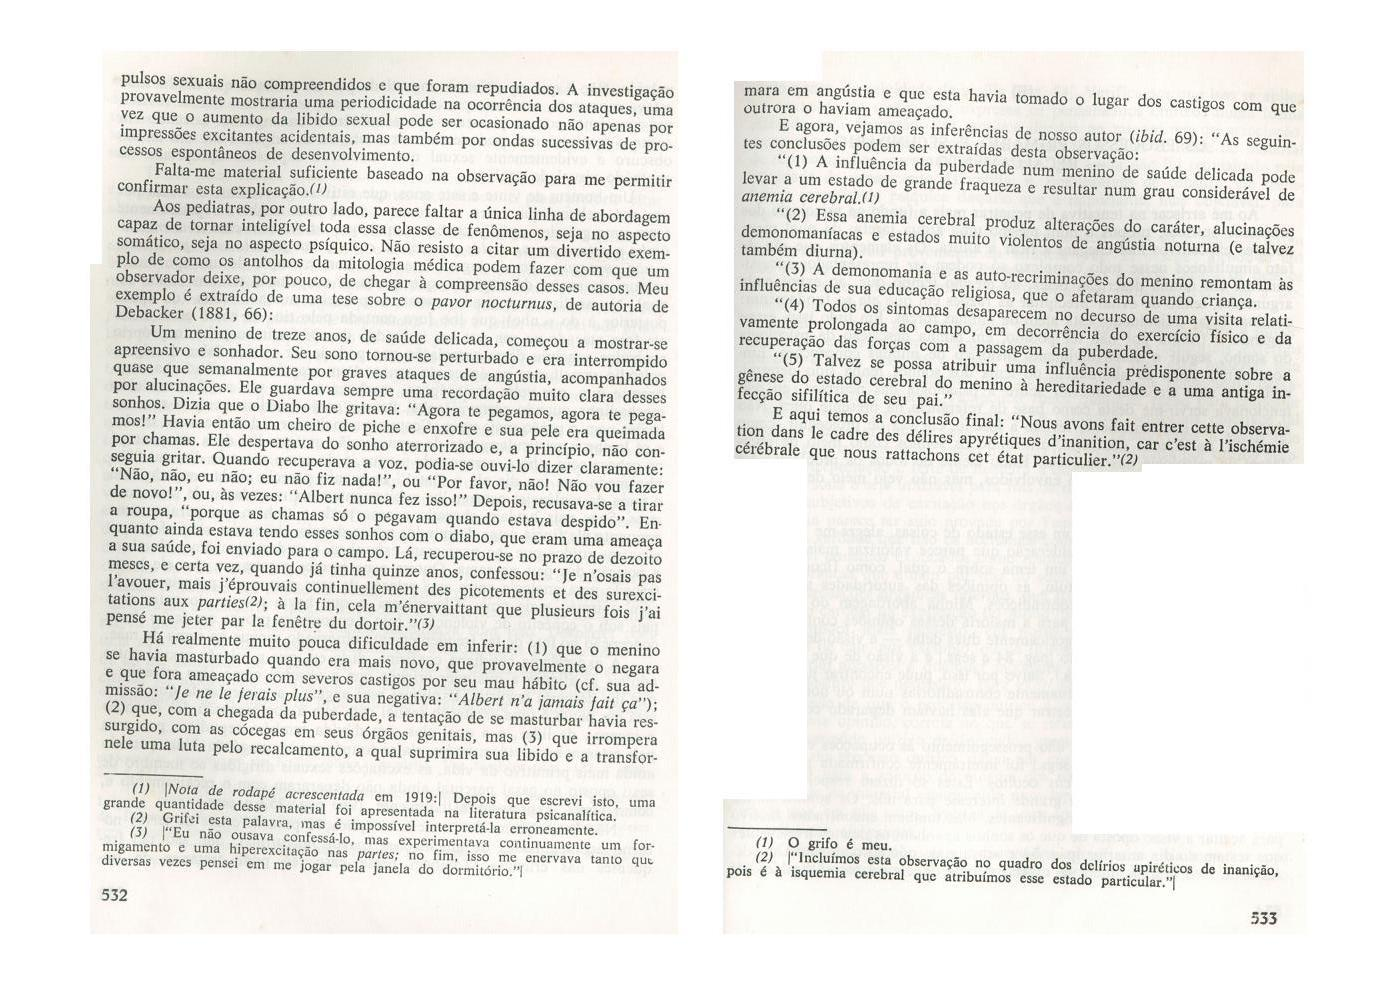 pulsos sexuais não compreendidos e que foram repudiados. A investigação
provavelmente mostraria uma periodicidade na ocorrência dos ataques, uma
vez que o aumento da libido sexual pode ser ocasionado não apenas por
impressões excitantes acidentais, mas também por ondas sucessivas de pro-
cessos espontâneos de desenvolvimento.
Falta-me material suficiente baseado na observação para me permitir
confirmar esta explicação.(1)
Aos pediatras, por outro lado, parece faltar a única linha de abordagem
capaz de tornar inteligível toda essa classe de fenômenos, seja no aspecto
somático, seja no aspecto psíquico. Não resisto a citar um divertido exem-
plo de como os antolhos da mitologia médica podem fazer com que um
observador deixe, por pouco, de chegar à compreensão desses casos. Meu
exemplo é extraído de uma tese sobre o pavor nocturnus, de autoria de
Debacker (1881, 66):
Um menino de treze anos, de saúde delicada, começou a mostrar-se
apreensivo e sonhador. Seu sono tornou-se perturbado e era interrompido
quase que semanalmente por graves ataques de angústia, acompanhados
por alucinações. Ele guardava sempre uma recordação muito clara desses
sonhos. Dizia que o Diabo lhe gritava: “Agora te pegamos, agora te pega-
mos!” Havia então um cheiro de piche e enxofre e sua pele era queimada
por chamas. Ele despertava do sonho aterrorizado e, a princípio, não con-
seguia gritar. Quando recuperava a voz, podia-se ouvi-lo dizer claramente:
“Não, não, eu não; eu não fiz nada!”, ou “Por favor, não! Não vou fazer
de novo!”, ou, às vezes: “Albert nunca fez isso!” Depois, recusava-se a tirar
a roupa, “porque as chamas só o pegavam quando estava despido”. En-
quanto ainda estava tendo esses sonhos com o diabo, que eram uma ameaça
a sua saúde, foi enviado para o campo. Lá, recuperou-se no prazo de dezoito
meses, e certa vez, quando já tinha quinze anos, confessou: “Je n’osais pas
l’avouer, mais j’éprouvais continuellement des picotements et des surexci-
tations aux parties(2); à la fin, cela m’énervaittant que plusieurs fois j’ai
pensé me jeter par la fenêtre du dortoir.”(3)
Há realmente muito pouca dificuldade em inferir: (1) que o menino
se havia masturbado quando era mais novo, que provavelmente o negara
e que fora ameaçado com severos castigos por seu mau hábito (cf. sua ad-
missão: “Je ne le ferais plus”, e sua negativa: “Albert n’a jamais fait ça”);
(2) que, com a chegada da puberdade, a tentação de se masturbar havia res-
surgido, com as cócegas em seus órgãos genitais, mas (3) que irrompera
nele uma luta pelo recalcamento, a qual suprimira sua libido e a transfor-
(1) |Nota de rodapé acrescentada em 1919:| Depois que escrevi isto, uma
grande quantidade desse material foi apresentada na literatura psicanalítica.
(2) Grifei esta palavra, mas é impossível interpretá-la erroneamente.
(3) |“Eu não ousava confessá-lo, mas experimentava continuamente um for-
migamento e uma hiperexcitação nas partes; no fim, isso me enervava tanto que
diversas vezes pensei em me jogar pela janela do dormitório.”|
532
mara em angústia e que esta havia tomado o lugar dos castigos com que
outrora o haviam ameaçado.
E agora, vejamos as inferências de nosso autor (ibid. 69): “As seguin-
tes conclusões podem ser extraídas desta observação:
“(1) A influência da puberdade num menino de saúde delicada pode
levar a um estado de grande fraqueza e resultar num grau considerável de
anemia cerebral.(1)
“(2) Essa anemia cerebral produz alterações do caráter, alucinações
demonomaníacas e estados muito violentos de angústia noturna (e talvez
também diurna).
“(3) A demonomania e as auto-recriminações do menino remontam às
influências de sua educação religiosa, que o afetaram quando criança.
“(4) Todos os sintomas desaparecem no decurso de uma visita relati-
vamente prolongada ao campo, em decorrência do exercício físico e da
recuperação das forças com a passagem da puberdade.
“(5) Talvez se possa atribuir uma influência predisponente sobre a
gênese do estado cerebral do menino à hereditariedade e a uma antiga in-
fecção sifilítica de seu pai.”
E aqui temos a conclusão final: “Nous avons fait entrer cette observa-
tion dans le cadre des délires apyrétiques d’inanition, car c’est à l’ischémie
cérébrale que nous rattachons cet état particulier.”(2)
(1) O grifo é meu.
(2) |“Incluímos esta observação no quadro dos delírios apiréticos de inanição,
pois é à isquemia cerebral que atribuímos esse estado particular.”|
533